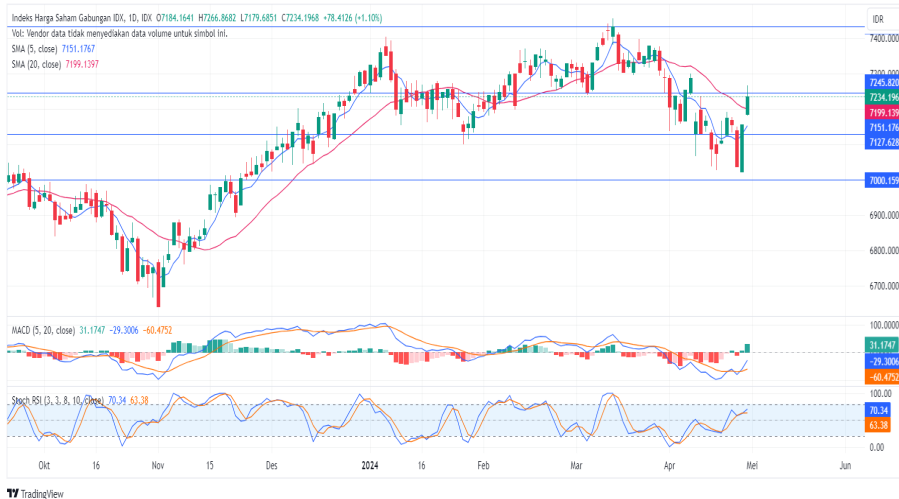 Indeks Harga Saham Gabungan IDX, 1D, IDX O7184.1641 H7266.8682 L7179.6851 C7234.1968 +78.4126 (+1.10%)
IDR
Vol: Vendor data tidak menyediakan data volume untuk simbol ini.
SMA (5, close) 7151.1767
SMA (20, close) 7199.1397
7400.000
7300.000
7245.820
7234.196
7199.139
7151.176
7127.628
7000.159
6900.000
6800.000
6700.000
MACD (5, 20, close) 31.1747 −29.3006 −60.4752
100.0000
31.1747
−29.3006
−60.4752
Stoch RSI (3, 3, 8, 10, close) 70.34 63.38
100.00
70.34
63.38
0.00
Okt 16 Nov 15 Des 2024 16 Feb Mar Apr Mei Jun
TradingView